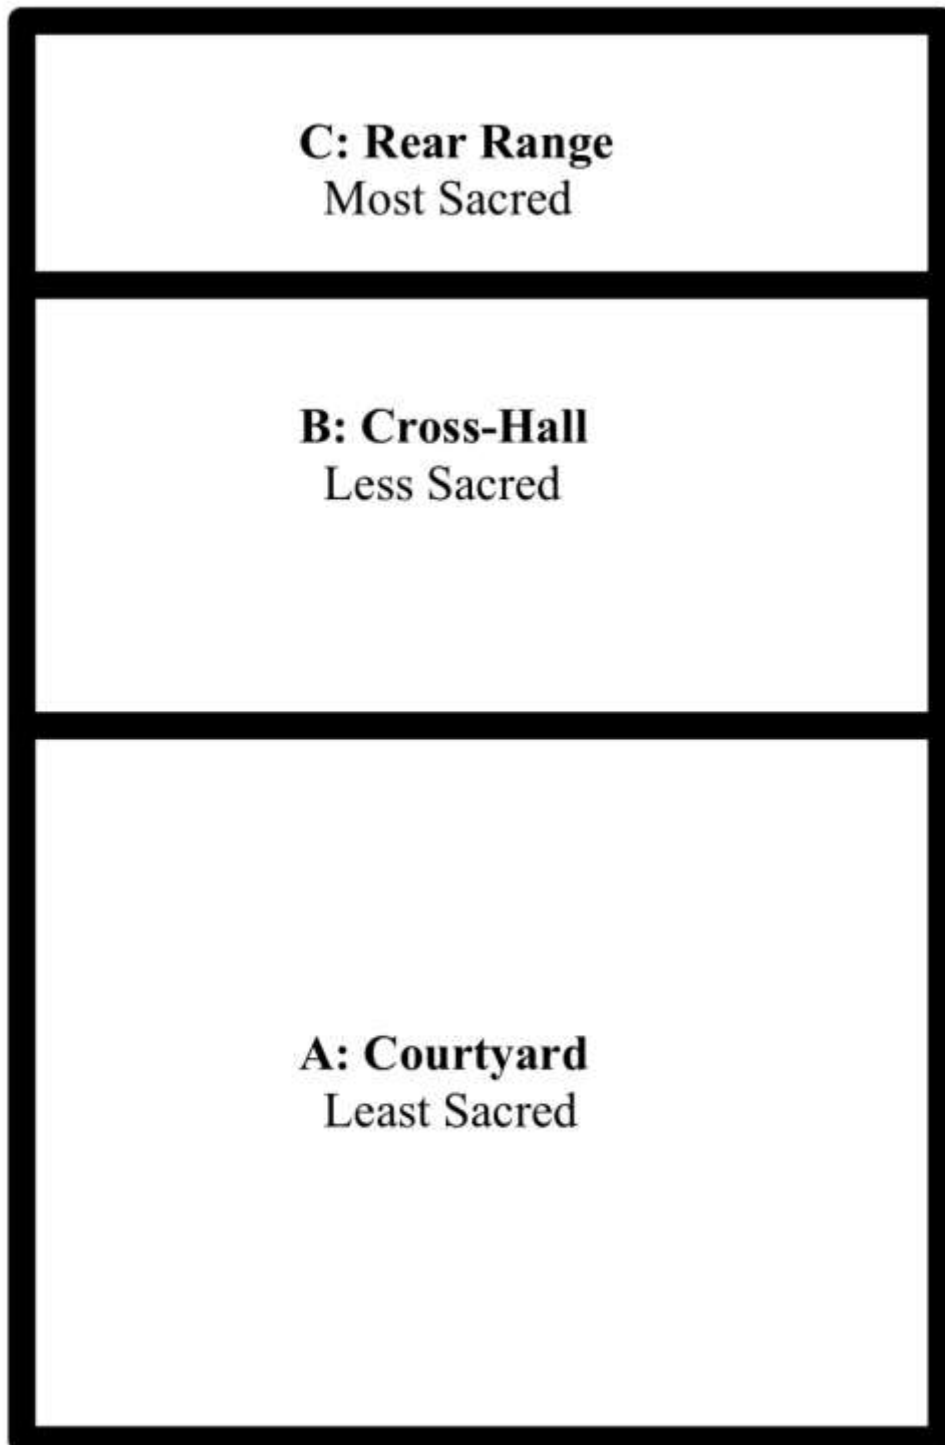 C: Rear Range
Most Sacred
B: Cross-Hall
Less Sacred
A: Courtyard
Least Sacred